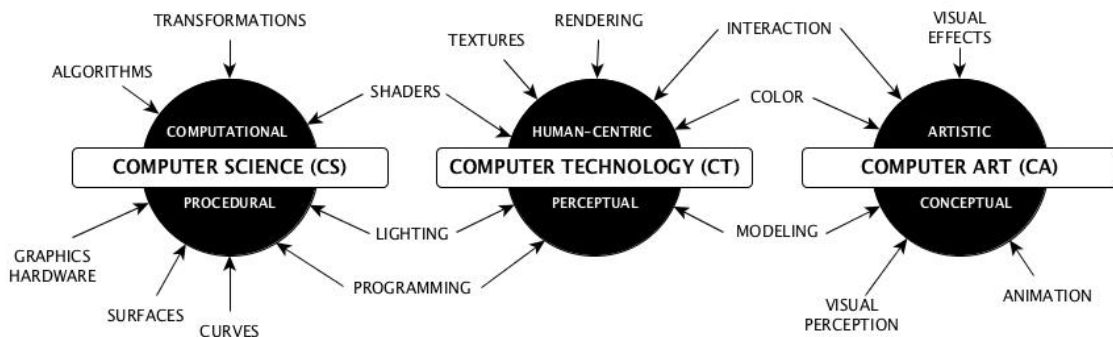 TRANSFORMATIONS
RENDERING
INTERACTION
VISUAL
EFFECTS
TEXTURES
ALGORITHMS
SHADERS
COLOR
COMPUTATIONAL
HUMAN-CENTRIC
ARTISTIC
COMPUTER SCIENCE (CS)
COMPUTER TECHNOLOGY (CT)
COMPUTER ART (CA)
PROCEDURAL
PERCEPTUAL
CONCEPTUAL
LIGHTING
MODELING
GRAPHICS
HARDWARE
PROGRAMMING
ANIMATION
VISUAL
PERCEPTION
SURFACES
CURVES